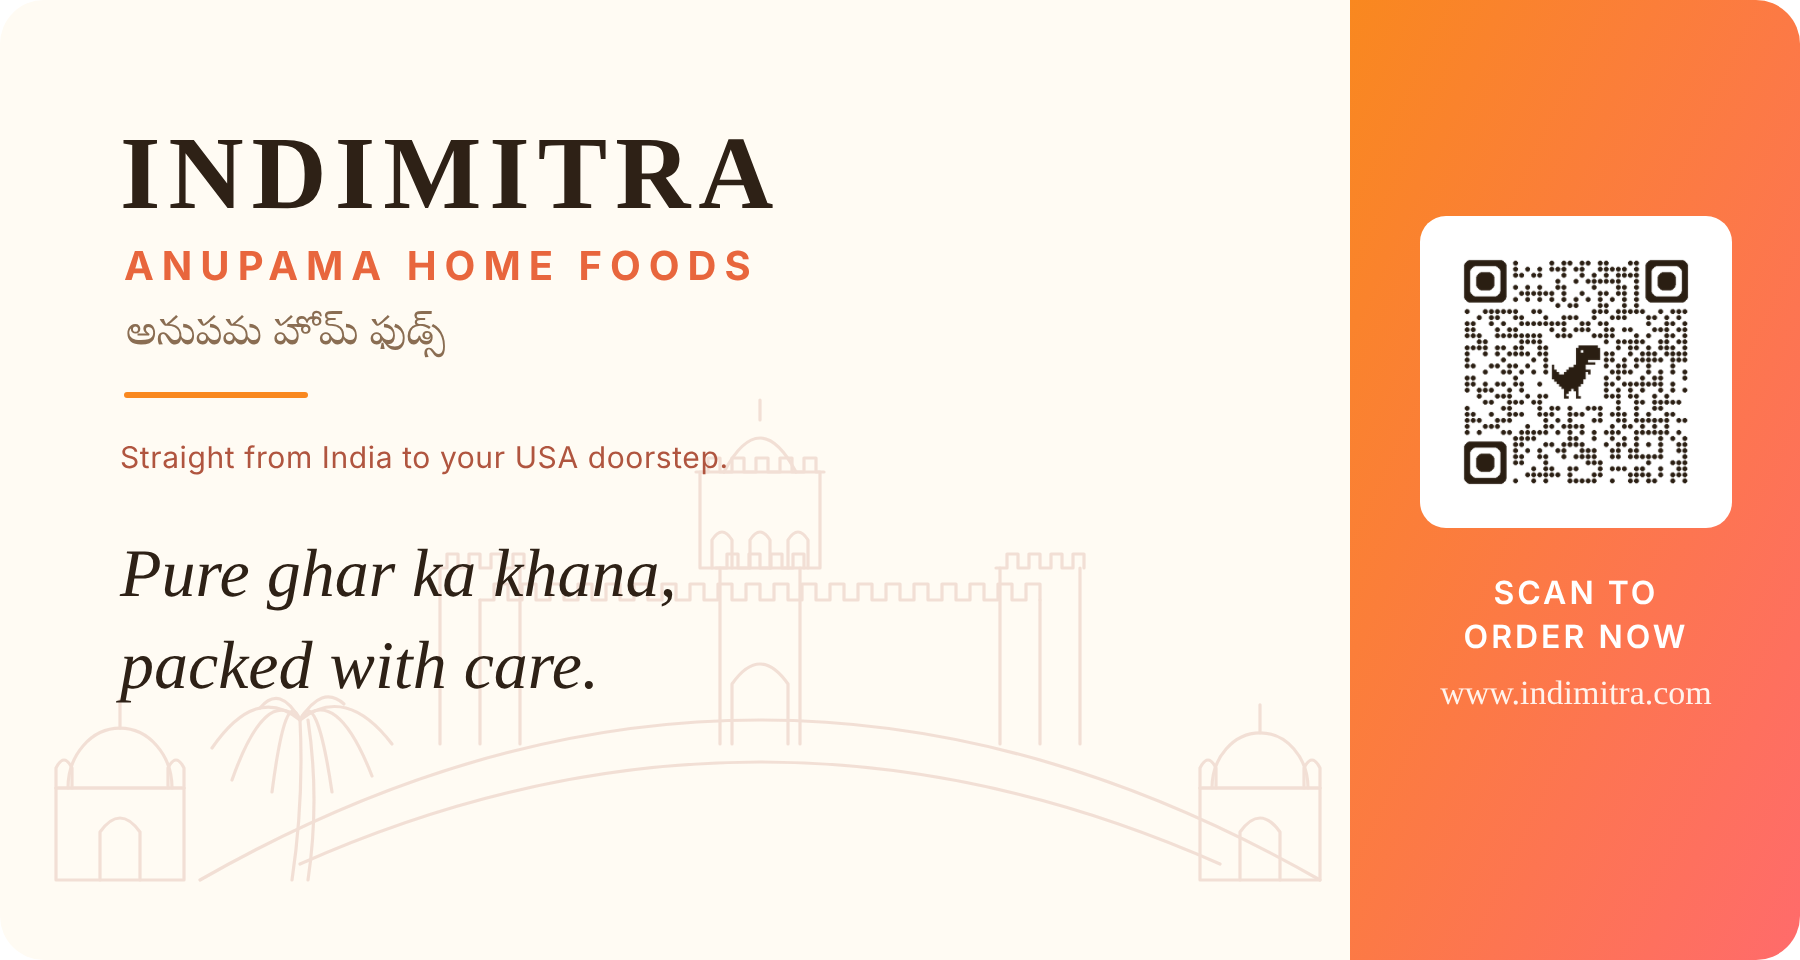 INDIMITRA
ANUPAMA HOME FOODS
అనుపమ హోమ్ ఫుడ్స్
Straight from India to your USA doorstep.
Pure ghar ka khana,
packed with care.
SCAN TO
ORDER NOW
www.indimitra.com